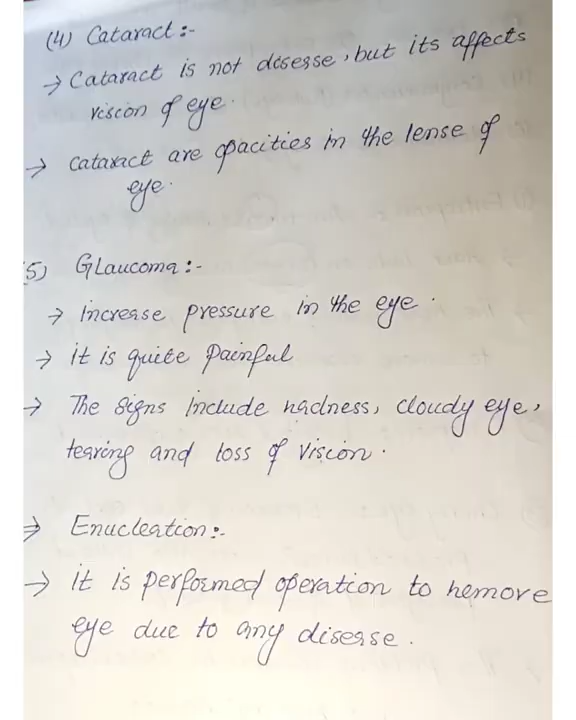 (4) Cataract :-
→ Cataract is not desesse, but its affects
viscon of eye.
→ cataract are opacities in the lense of
eye.
(5) GLaucoma :-
→ increase pressure in the eye.
→ it is quite painful
→ The signs include nadness, cloudy eye,
tearing and loss of viscon.
⇒ Enucleation :-
→ it is performed operation to hemove
eye due to any disesse.